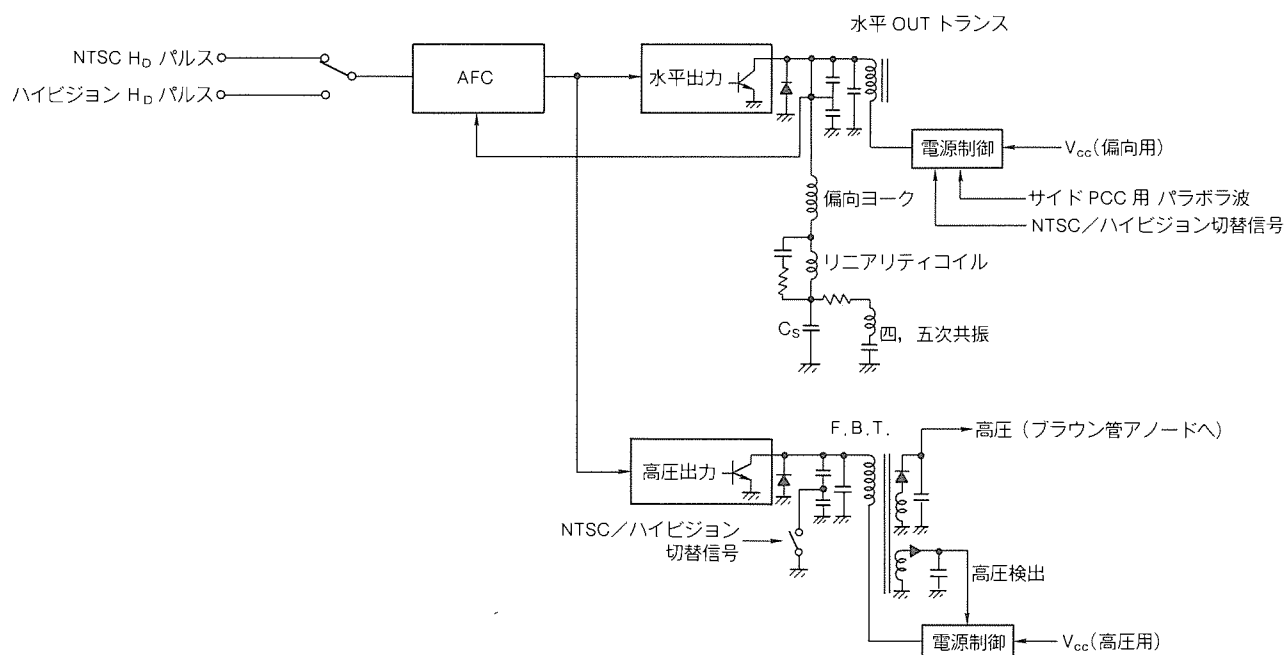 水平 OUT トランス
NTSC HD パルス
ハイビジョン HD パルス
AFC
水平出力
電源制御
Vcc(偏向用)
サイド PCC 用 パラボラ波
NTSC／ハイビジョン切替信号
偏向ヨーク
リニアリティコイル
CS
四，五次共振
F.B.T.
高圧（ブラウン管アノードへ）
高圧出力
NTSC／ハイビジョン
切替信号
高圧検出
電源制御
Vcc(高圧用)